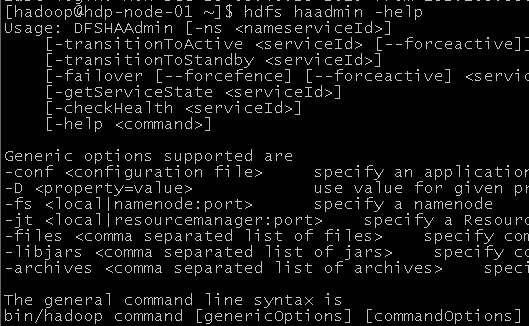 [hadoop@hdp-node-01 ~]$ hdfs haadmin -help
Usage: DFSHAAdmin [-ns <nameserviceId>]
    [-transitionToActive <serviceId> [--forceactive]]
    [-transitionToStandby <serviceId>]
    [-failover [--forcefence] [--forceactive] <servi
    [-getServiceState <serviceId>]
    [-checkHealth <serviceId>]
    [-help <command>]
Generic options supported are
-conf <configuration file>     specify an application
-D <property=value>            use value for given pr
-fs <local|namenode:port>      specify a namenode
-jt <local|resourcemanager:port>    specify a Resour
-files <comma separated list of files>    specify com
-libjars <comma separated list of jars>    specify co
-archives <comma separated list of archives>    speci
The general command line syntax is
bin/hadoop command [genericOptions] [commandOptions]